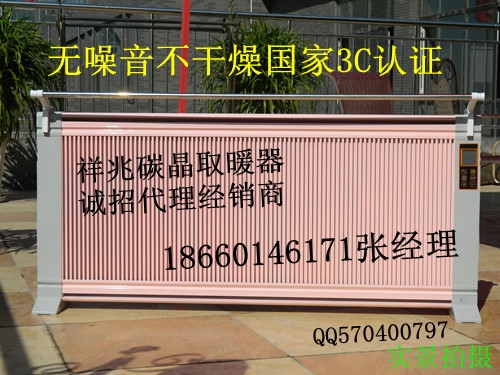 无噪音不干燥国家3C认证
祥兆碳晶取暖器
诚招代理经销商
18660146171张经理
QQ570400797
实景拍摄